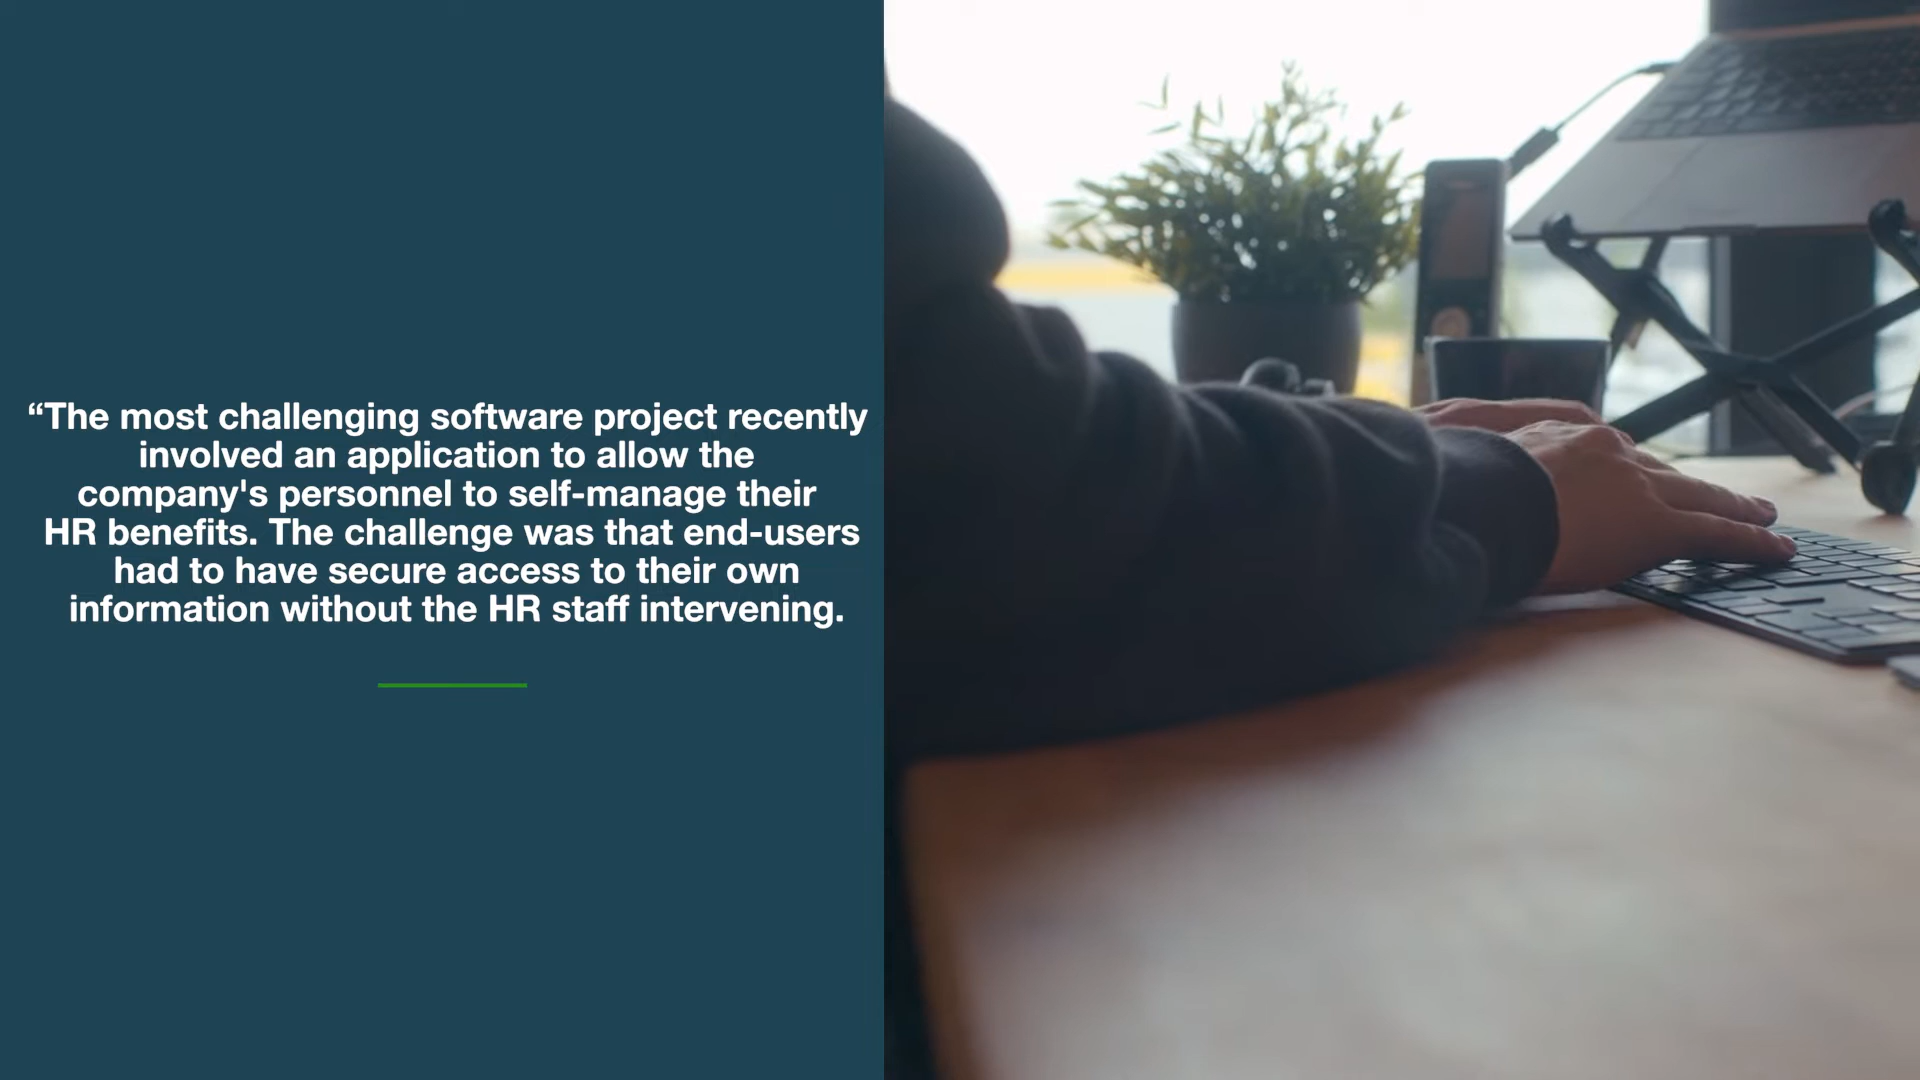 “The most challenging software project recently
involved an application to allow the
company's personnel to self-manage their
HR benefits. The challenge was that end-users
had to have secure access to their own
information without the HR staff intervening.